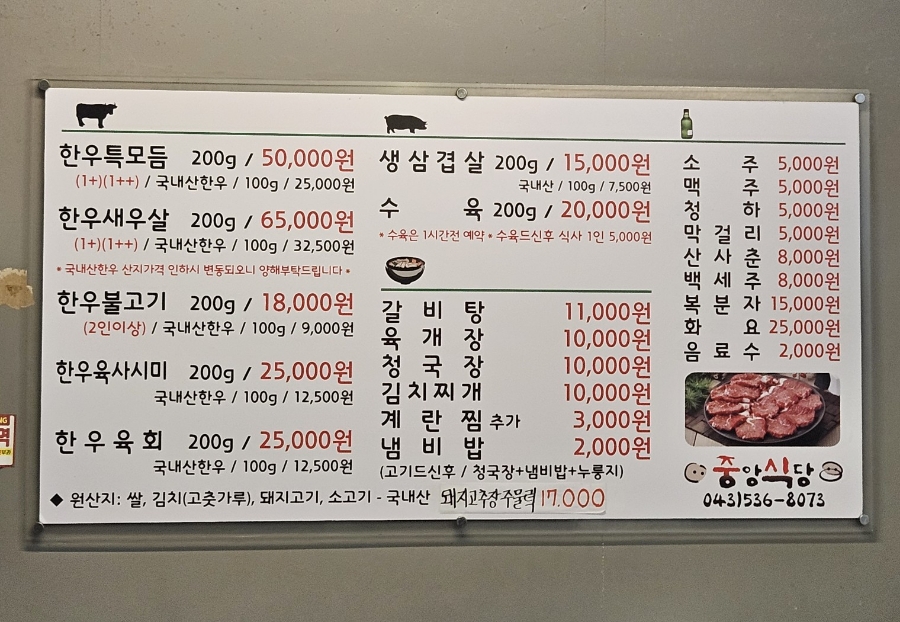 한우특모듬 200g / 50,000원
(1+)(1++) / 국내산한우 / 100g / 25,000원
한우새우살 200g / 65,000원
(1+)(1++) / 국내산한우 / 100g / 32,500원
* 국내산한우 산지가격 인하시 변동되오니 양해부탁드립니다 *
한우불고기 200g / 18,000원
(2인이상) / 국내산한우 / 100g / 9,000원
한우육사시미 200g / 25,000원
국내산한우 / 100g / 12,500원
한우육회 200g / 25,000원
국내산한우 / 100g / 12,500원
생삼겹살 200g / 15,000원
국내산 / 100g / 7,500원
수육 200g / 20,000원
* 수육은 1시간전 예약 * 수육드신후 식사 1인 5,000원
갈비탕 11,000원
육개장 10,000원
청국장 10,000원
김치찌개 10,000원
계란찜 추가 3,000원
냄비밥 2,000원
(고기드신후 / 청국장+냄비밥+누룽지)
소주 5,000원
맥주 5,000원
청하 5,000원
막걸리 5,000원
산사춘 8,000원
백세주 8,000원
복분자 15,000원
화요 25,000원
음료수 2,000원
중앙식당
043)536-8073
◆ 원산지: 쌀, 김치(고춧가루), 돼지고기, 소고기 - 국내산
돼지고추장주물럭 17.000